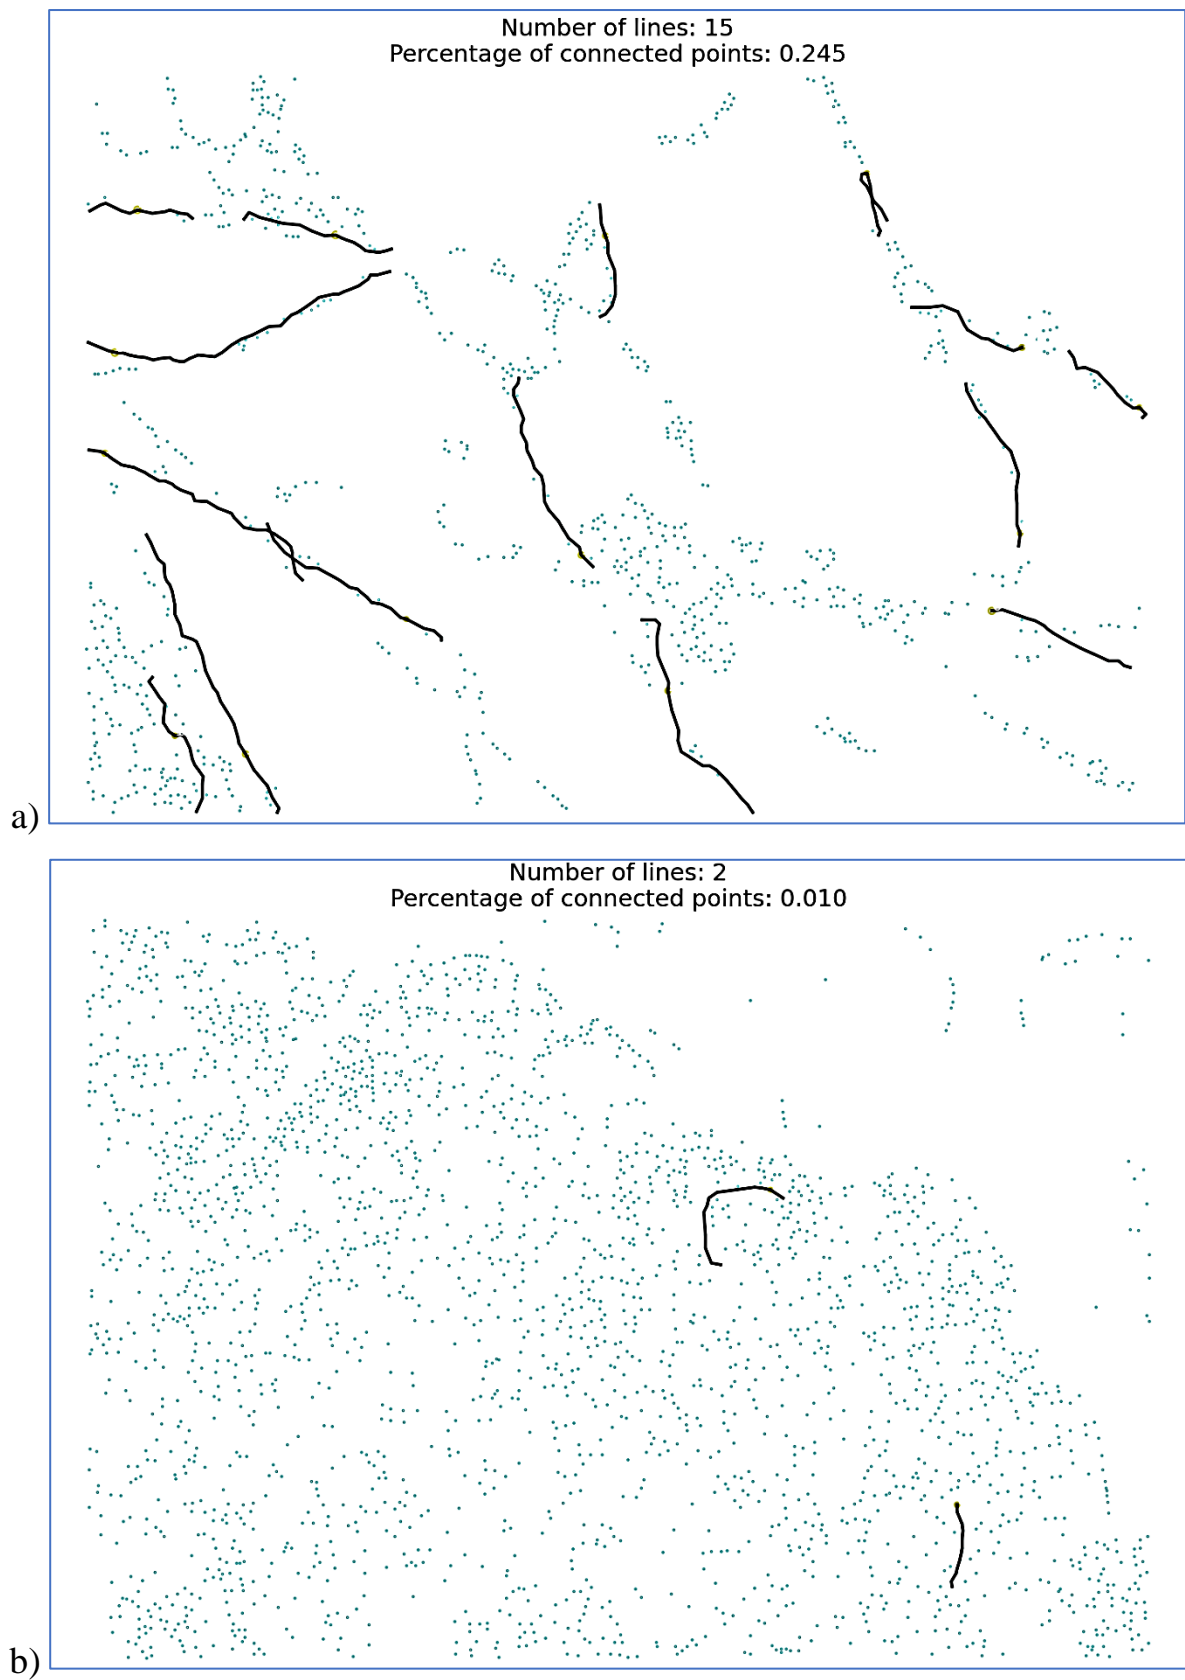 Number of lines: 15
Percentage of connected points: 0.245
a)
Number of lines: 2
Percentage of connected points: 0.010
b)